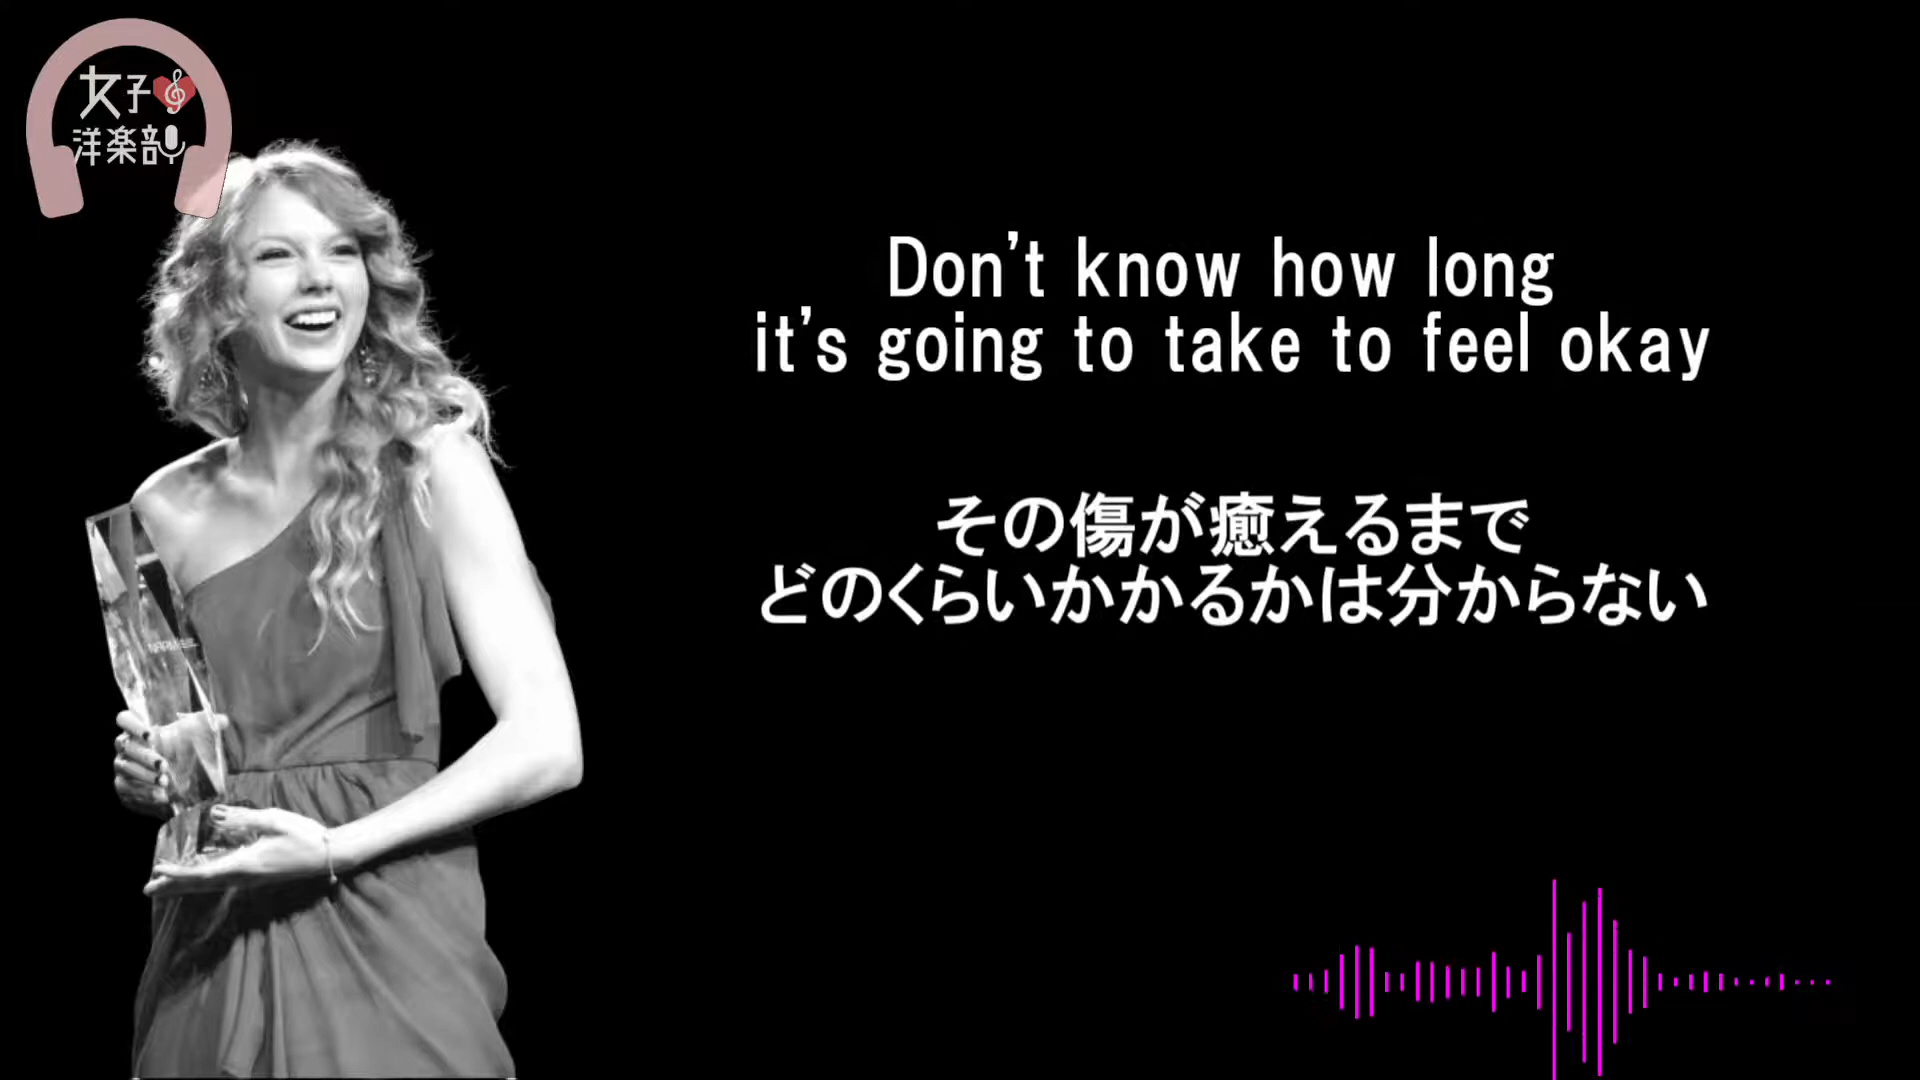 女子
洋楽部
Don't know how long
it's going to take to feel okay
その傷が癒えるまで
どのくらいかかるかは分からない